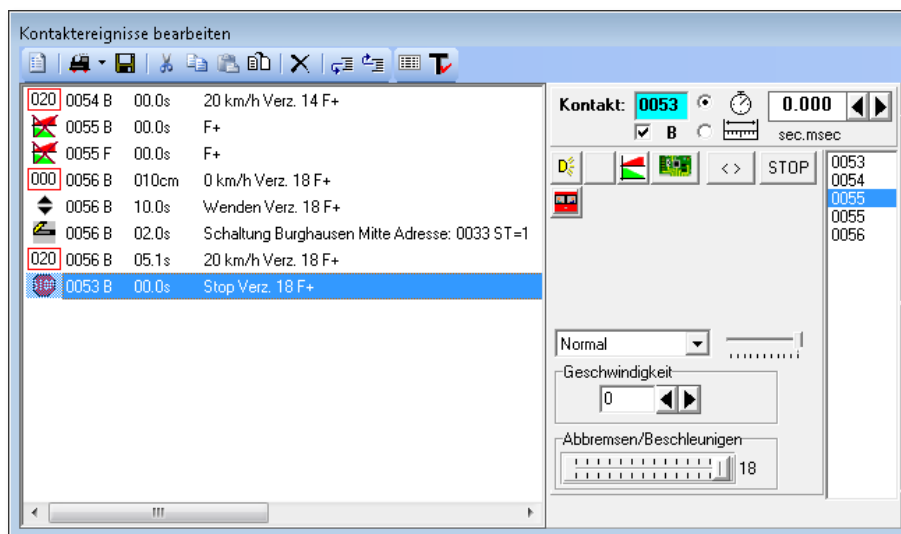 Kontaktereignisse bearbeiten
020 0054 B 00.0s 20 km/h Verz. 14 F+
0055 B 00.0s F+
0055 F 00.0s F+
000 0056 B 010cm 0 km/h Verz. 18 F+
0056 B 10.0s Wenden Verz. 18 F+
0056 B 02.0s Schaltung Burghausen Mitte Adresse: 0033 ST=1
020 0056 B 05.1s 20 km/h Verz. 18 F+
STOP 0053 B 00.0s Stop Verz. 18 F+
Kontakt: 0053 0.000
B sec.msec
D < > STOP
0053
0054
0055
0055
0056
Normal
Geschwindigkeit
0
Abbremsen/Beschleunigen
18